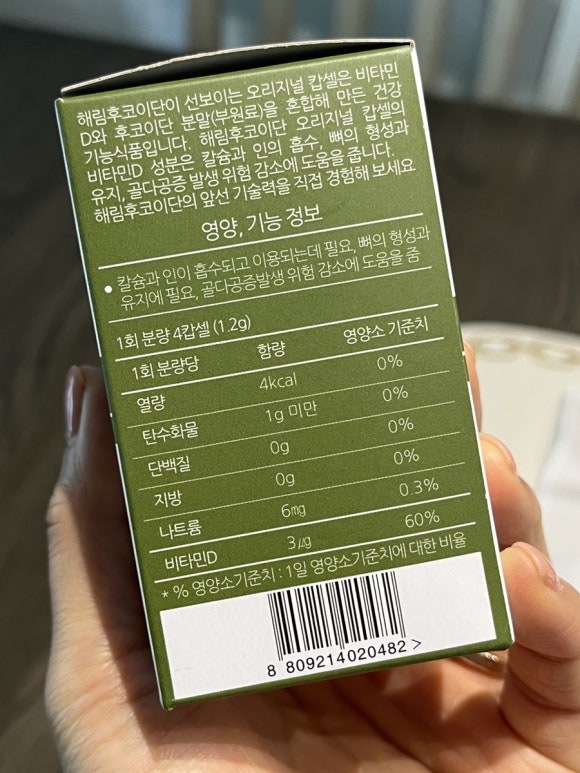 해림후코이단이 선보이는 오리지널 캅셀은 비타민
D와 후코이단 분말(부원료)을 혼합해 만든 건강
기능식품입니다. 해림후코이단 오리지널 캅셀의
비타민D 성분은 칼슘과 인의 흡수, 뼈의 형성과
유지, 골다공증 발생 위험 감소에 도움을 줍니다.
해림후코이단의 앞선 기술력을 직접 경험해 보세요
영양, 기능 정보
• 칼슘과 인이 흡수되고 이용되는데 필요, 뼈의 형성과
유지에 필요, 골다공증발생 위험 감소에 도움을 줌
1회 분량 4캅셀 (1.2g)
1회 분량당 함량 영양소 기준치
열량 4kcal 0%
탄수화물 1g 미만 0%
단백질 0g 0%
지방 0g 0%
나트륨 6mg 0.3%
비타민D 3㎍ 60%
* % 영양소기준치 : 1일 영양소기준치에 대한 비율
8 809214 020482 >